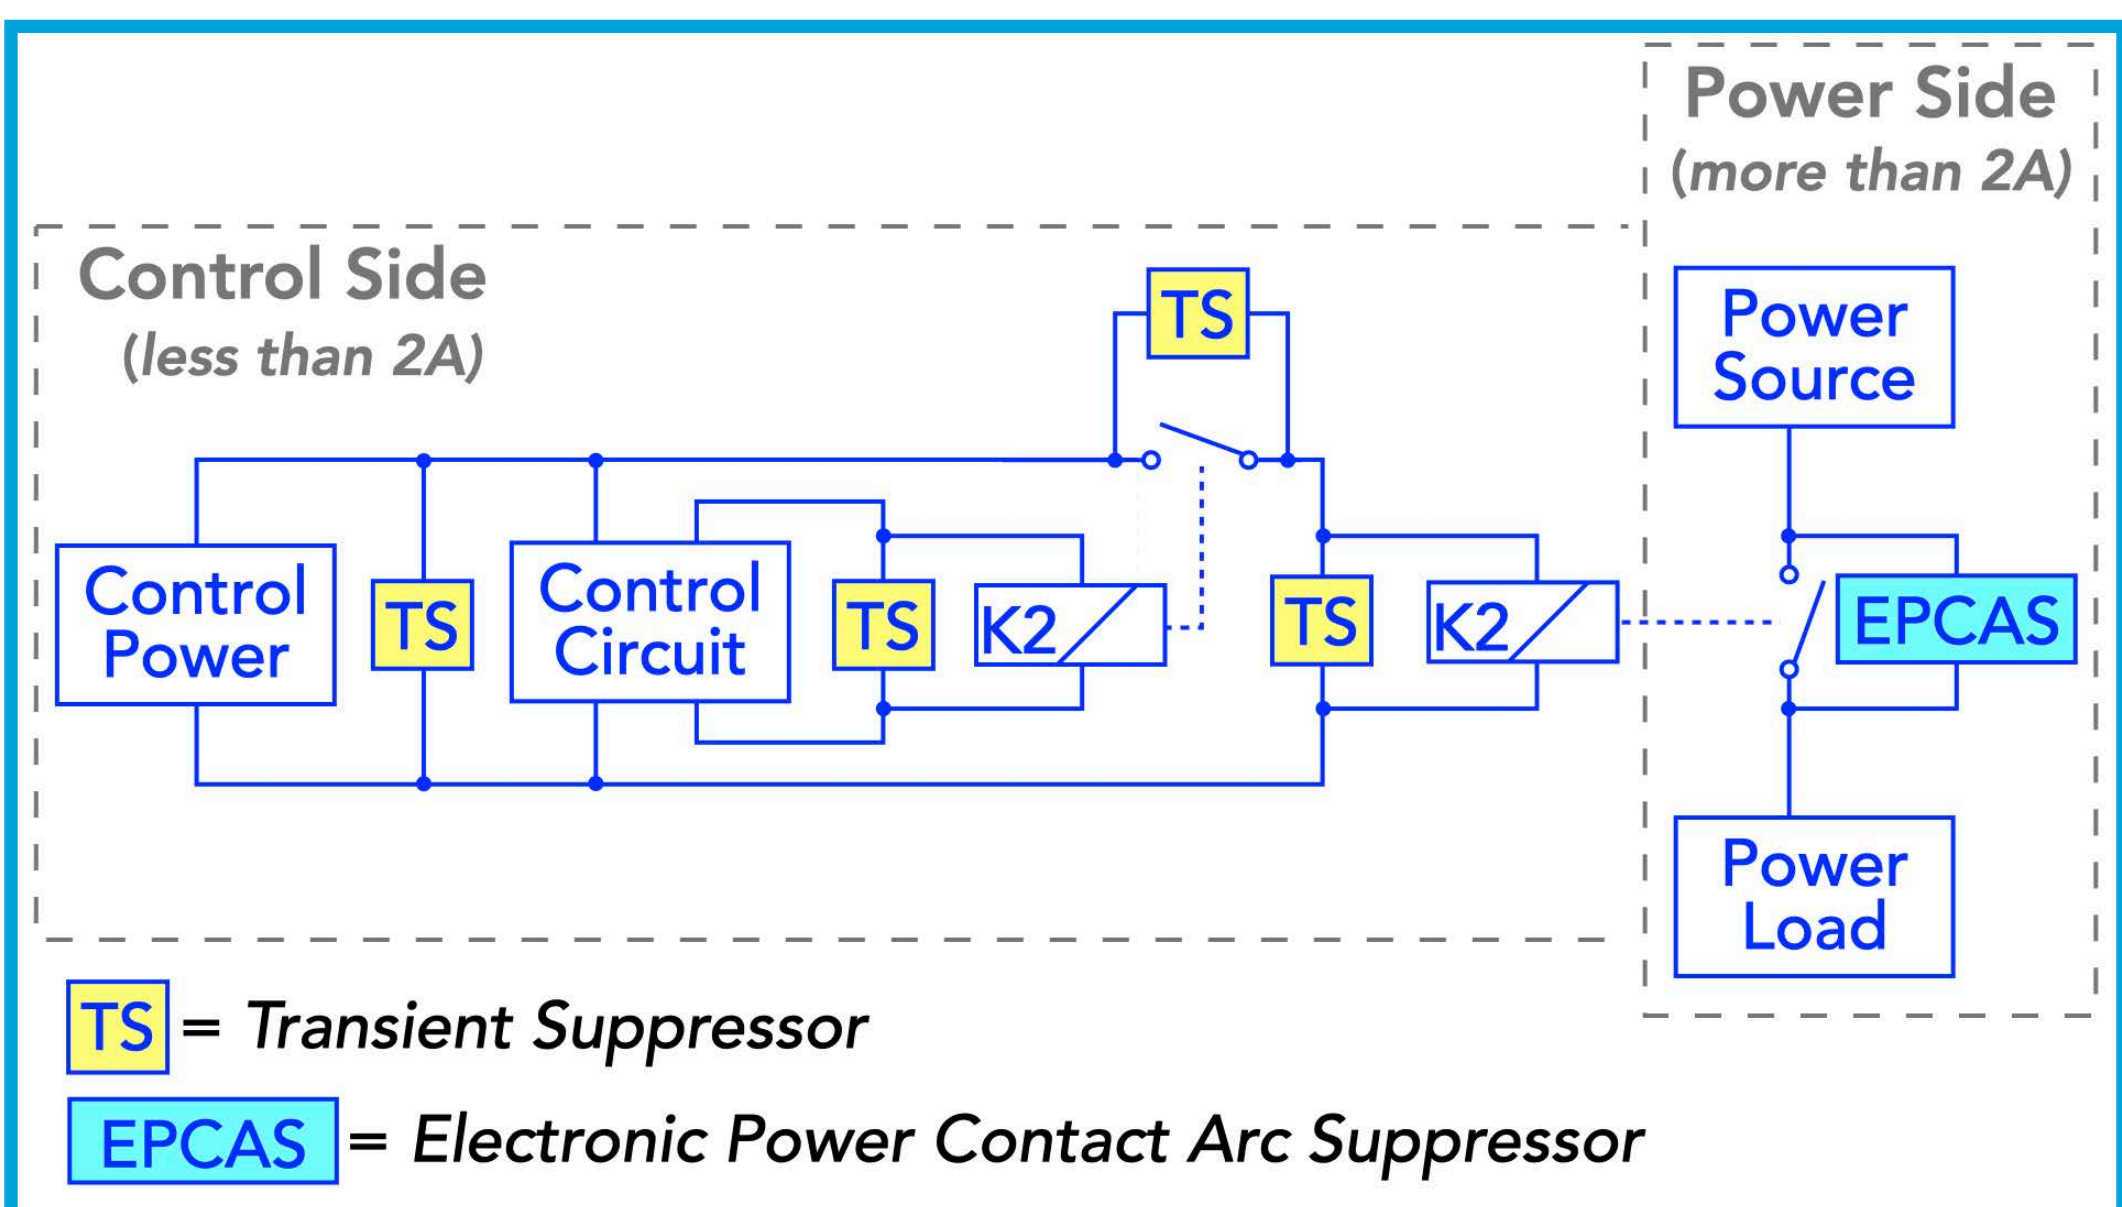 Power Side
(more than 2A)
Control Side
(less than 2A)
TS
Power
Source
Control
Power
TS
Control
Circuit
TS
K2
TS
K2
EPCAS
Power
Load
TS = Transient Suppressor
EPCAS = Electronic Power Contact Arc Suppressor